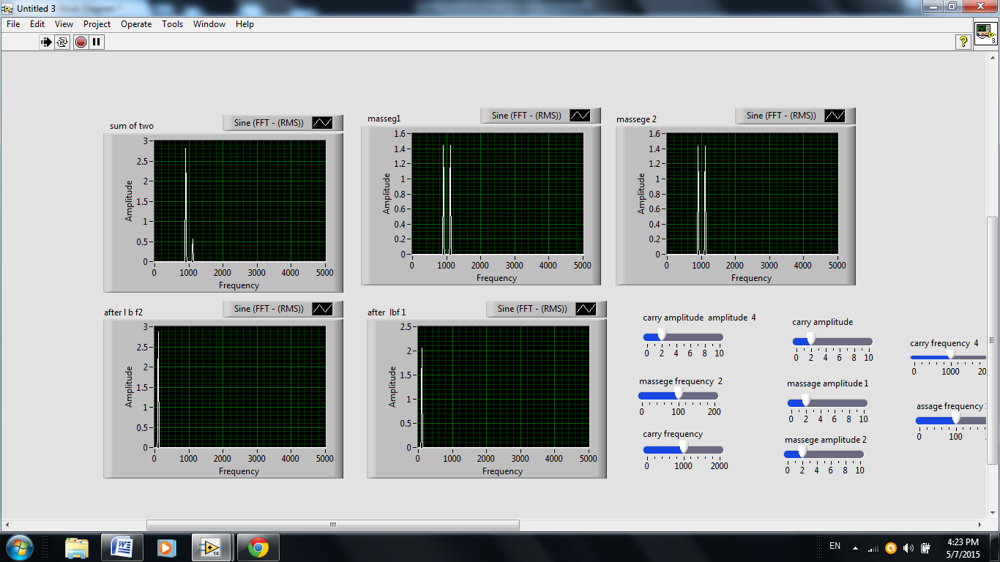 Untitled 3
File Edit View Project Operate Tools Window Help
?
3
sum of two
Sine (FFT - (RMS))
3
2.5
2
1.5
1
0.5
0
Amplitude
0 1000 2000 3000 4000 5000
Frequency
masseg1
Sine (FFT - (RMS))
1.6
1.4
1.2
1
0.8
0.6
0.4
0.2
0
Amplitude
0 1000 2000 3000 4000 5000
Frequency
massege 2
Sine (FFT - (RMS))
1.6
1.4
1.2
1
0.8
0.6
0.4
0.2
0
Amplitude
0 1000 2000 3000 4000 5000
Frequency
after l b f2
Sine (FFT - (RMS))
3
2.5
2
1.5
1
0.5
0
Amplitude
0 1000 2000 3000 4000 5000
Frequency
after lbf 1
Sine (FFT - (RMS))
2.5
2
1.5
1
0.5
0
Amplitude
0 1000 2000 3000 4000 5000
Frequency
carry amplitude amplitude 4
0 2 4 6 8 10
carry amplitude
0 2 4 6 8 10
carry frequency 4
0 1000 20
massege frequency 2
0 100 200
massage amplitude 1
0 2 4 6 8 10
assage frequency
0 100
carry frequency
0 1000 2000
massege amplitude 2
0 2 4 6 8 10
14
EN
4:23 PM
5/7/2015